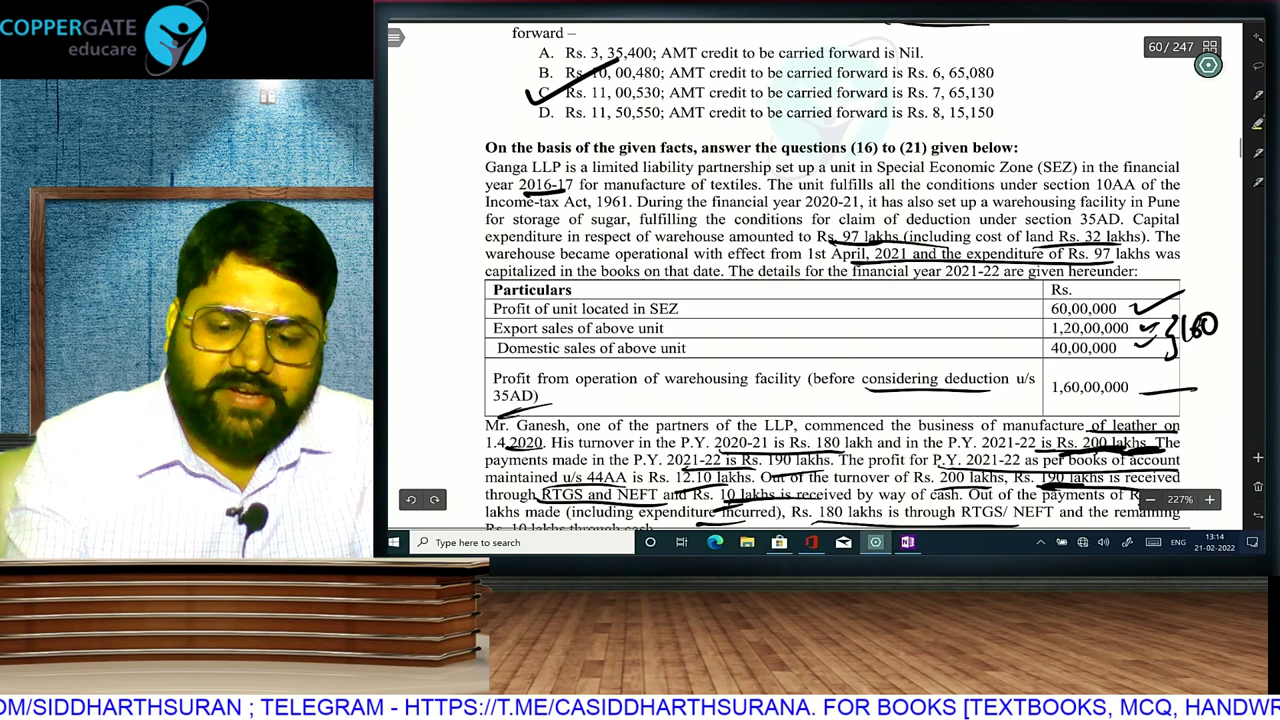 COPPERGATE
educare
forward –
A. Rs. 3, 35,400; AMT credit to be carried forward is Nil.
B. Rs. 10, 00,480; AMT credit to be carried forward is Rs. 6, 65,080
C. Rs. 11, 00,530; AMT credit to be carried forward is Rs. 7, 65,130
D. Rs. 11, 50,550; AMT credit to be carried forward is Rs. 8, 15,150
60 / 247
On the basis of the given facts, answer the questions (16) to (21) given below:
Ganga LLP is a limited liability partnership set up a unit in Special Economic Zone (SEZ) in the financial
year 2016-17 for manufacture of textiles. The unit fulfills all the conditions under section 10AA of the
Income-tax Act, 1961. During the financial year 2020-21, it has also set up a warehousing facility in Pune
for storage of sugar, fulfilling the conditions for claim of deduction under section 35AD. Capital
expenditure in respect of warehouse amounted to Rs. 97 lakhs (including cost of land Rs. 32 lakhs). The
warehouse became operational with effect from 1st April, 2021 and the expenditure of Rs. 97 lakhs was
capitalized in the books on that date. The details for the financial year 2021-22 are given hereunder:
Particulars Rs.
Profit of unit located in SEZ 60,00,000
Export sales of above unit 1,20,00,000
Domestic sales of above unit 40,00,000
160
Profit from operation of warehousing facility (before considering deduction u/s
35AD) 1,60,00,000
Mr. Ganesh, one of the partners of the LLP, commenced the business of manufacture of leather on
1.4.2020. His turnover in the P.Y. 2020-21 is Rs. 180 lakh and in the P.Y. 2021-22 is Rs. 200 lakhs. The
payments made in the P.Y. 2021-22 is Rs. 190 lakhs. The profit for P.Y. 2021-22 as per books of account
maintained u/s 44AA is Rs. 12.10 lakhs. Out of the turnover of Rs. 200 lakhs, Rs. 190 lakhs is received
through RTGS and NEFT and Rs. 10 lakhs is received by way of cash. Out of the payments of
lakhs made (including expenditure incurred), Rs. 180 lakhs is through RTGS/ NEFT and the remaining
Rs. 10 lakhs through cash
227%
Type here to search
ENG
13:14
21-02-2022
OM/SIDDHARTHSURAN ; TELEGRAM - HTTPS://T.ME/CASIDDHARTHSURANA. FOR BOOKS [TEXTBOOKS, MCQ, HANDWR